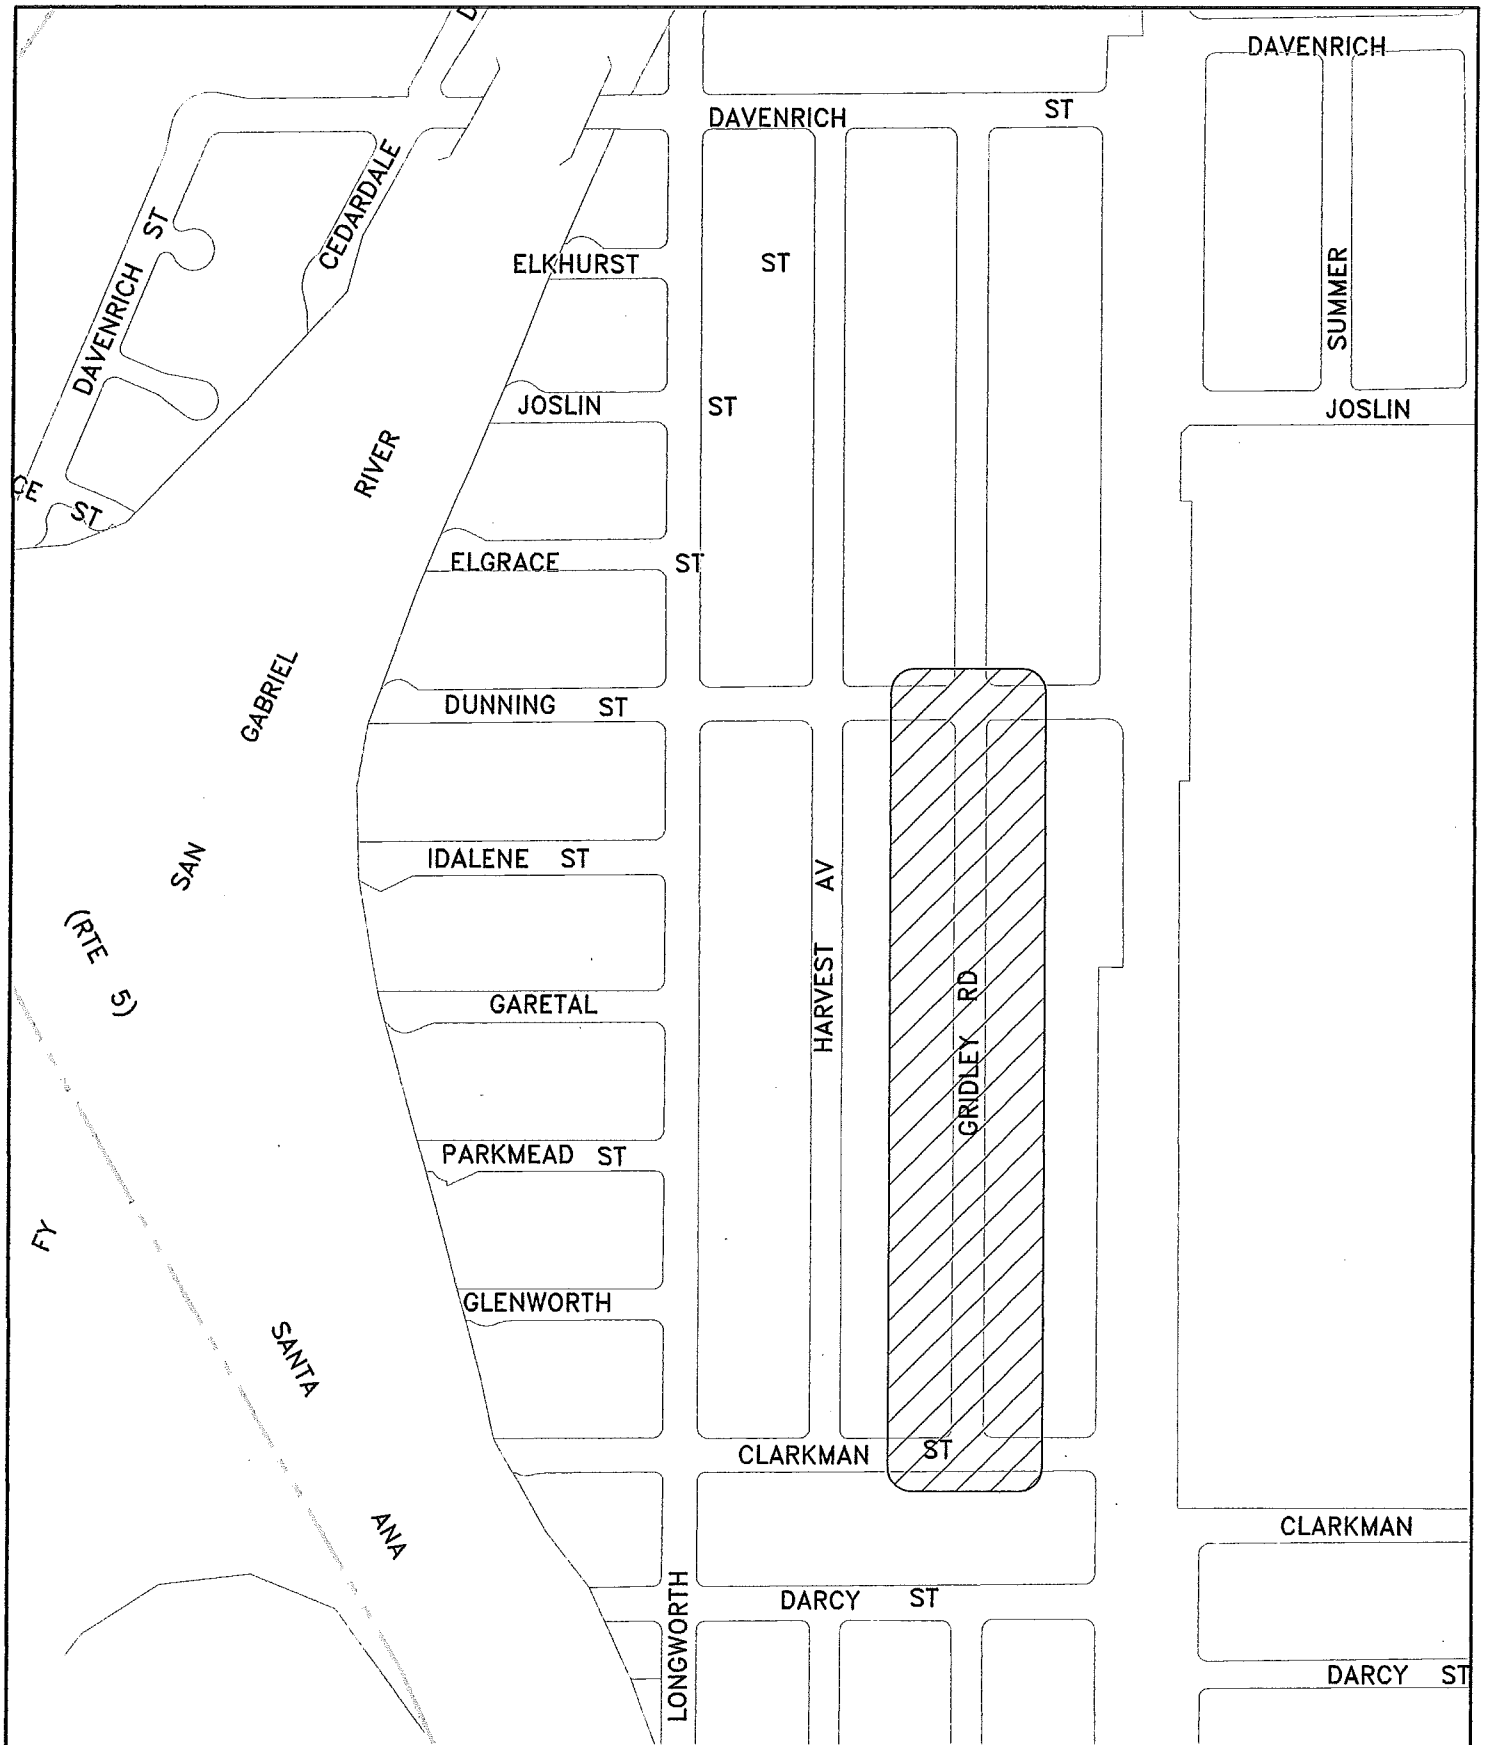 DAVENRICH
DAVENRICH ST
CEDARDALE
DAVENRICH ST
ELKHURST ST
SUMMER
JOSLIN ST
JOSLIN
RIVER
CE ST
ELGRACE ST
GABRIEL
DUNNING ST
SAN
IDALENE ST
HARVEST AV
(RTE 5)
GARETAL
GRIDLEY RD
PARKMEAD ST
FY
GLENWORTH
SANTA
CLARKMAN ST
ANA
CLARKMAN
LONGWORTH
DARCY ST
DARCY ST